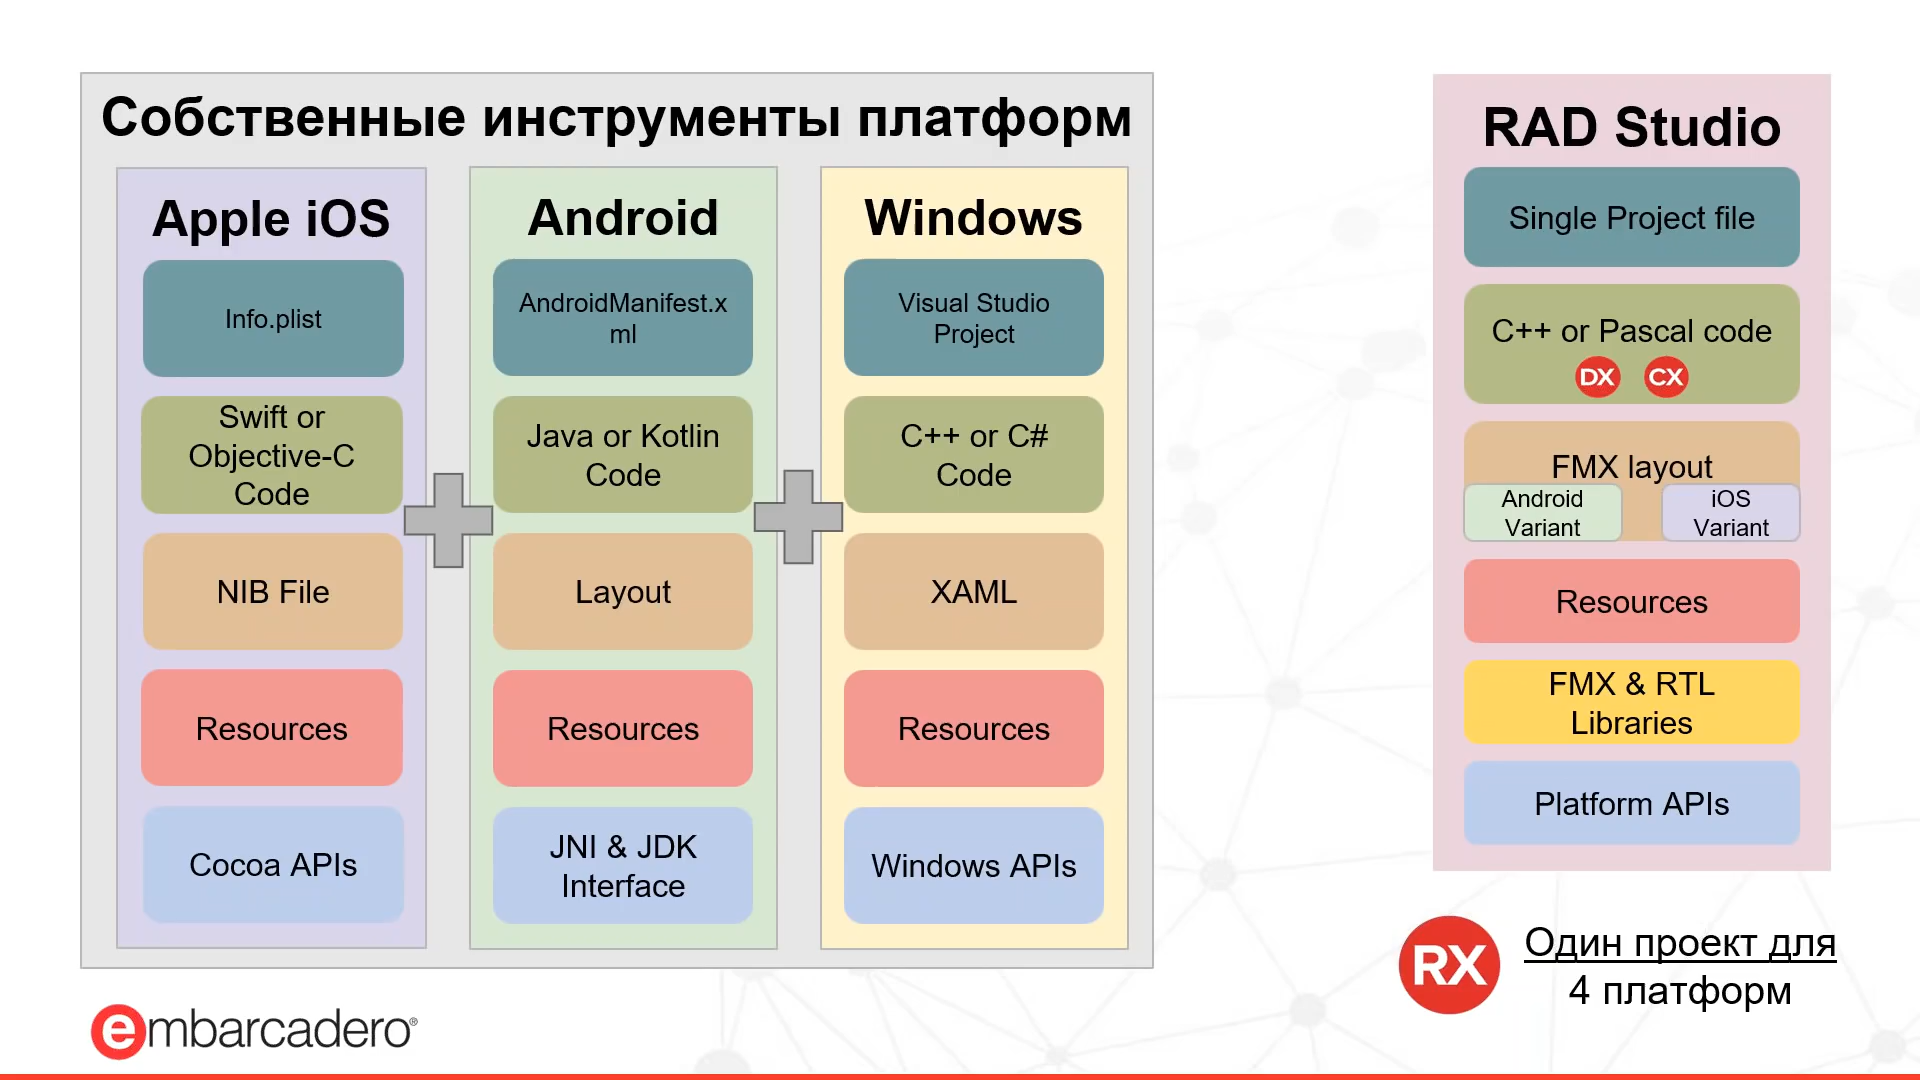 Собственные инструменты платформ
Apple iOS
Info.plist
Swift or
Objective-C
Code
NIB File
Resources
Cocoa APIs
Android
AndroidManifest.x
ml
Java or Kotlin
Code
Layout
Resources
JNI & JDK
Interface
Windows
Visual Studio
Project
C++ or C#
Code
XAML
Resources
Windows APIs
RAD Studio
Single Project file
C++ or Pascal code
DX CX
FMX layout
Android
Variant
iOS
Variant
Resources
FMX & RTL
Libraries
Platform APIs
RX
Один проект для
4 платформ
embarcadero®